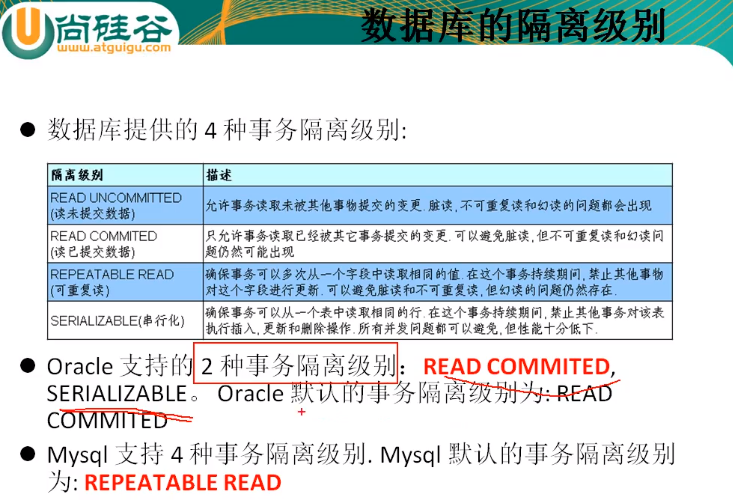 尚硅谷
www.atguigu.com
数据库的隔离级别
● 数据库提供的 4 种事务隔离级别:
隔离级别 描述
READ UNCOMMITTED
(读未提交数据)
允许事务读取未被其他事物提交的变更.脏读,不可重复读和幻读的问题都会出现
READ COMMITED
(读已提交数据)
只允许事务读取已经被其它事务提交的变更.可以避免脏读,但不可重复读和幻读问
题仍然可能出现
REPEATABLE READ
(可重复读)
确保事务可以多次从一个字段中读取相同的值.在这个事务持续期间,禁止其他事物
对这个字段进行更新.可以避免脏读和不可重复读,但幻读的问题仍然存在.
SERIALIZABLE(串行化)
确保事务可以从一个表中读取相同的行.在这个事务持续期间,禁止其他事务对该表
执行插入,更新和删除操作.所有并发问题都可以避免,但性能十分低下.
● Oracle 支持的 2 种事务隔离级别：READ COMMITED,
SERIALIZABLE。 Oracle 默认的事务隔离级别为: READ
COMMITED
● Mysql 支持 4 种事务隔离级别. Mysql 默认的事务隔离级别
为: REPEATABLE READ